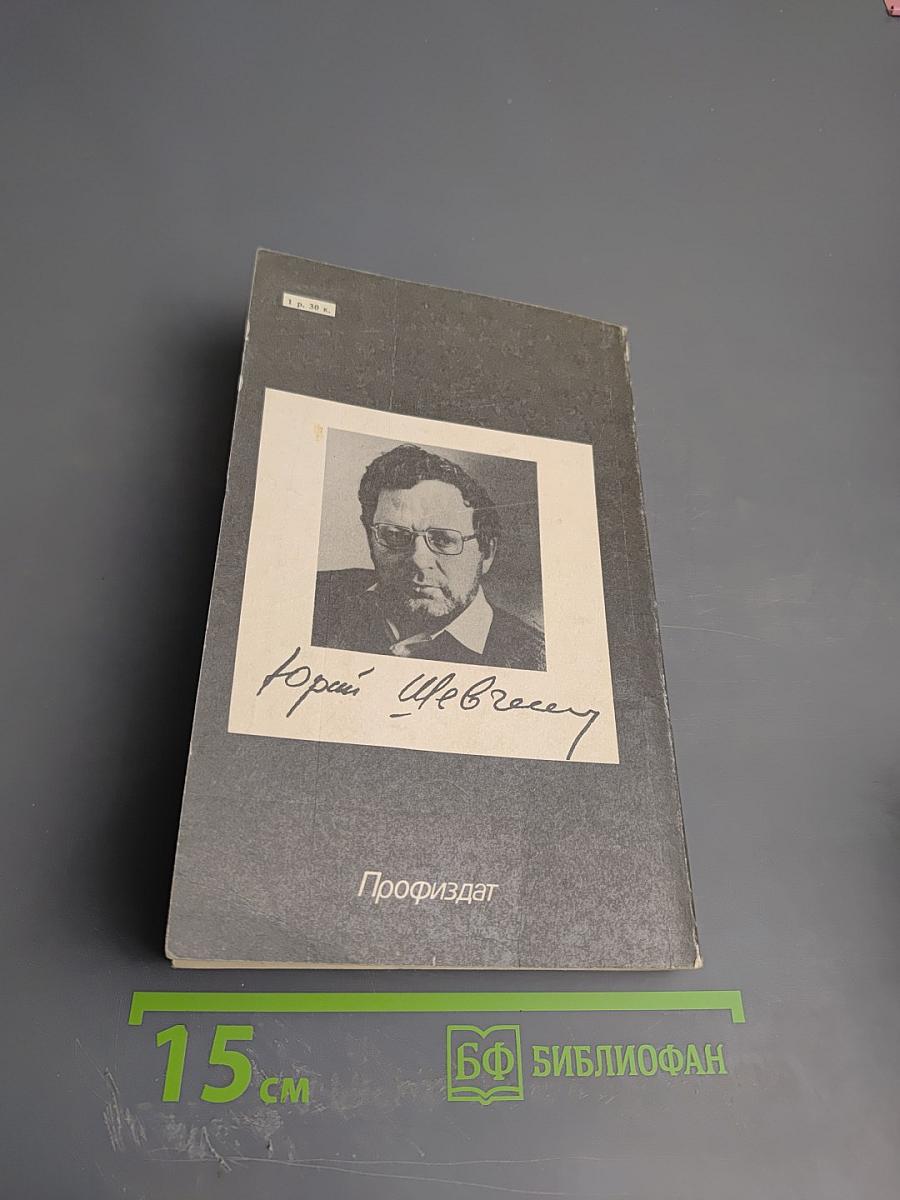 1 р. 30 к.
Юрий Шевченко
Профиздат
15 см
БФ БИБЛИОФАН